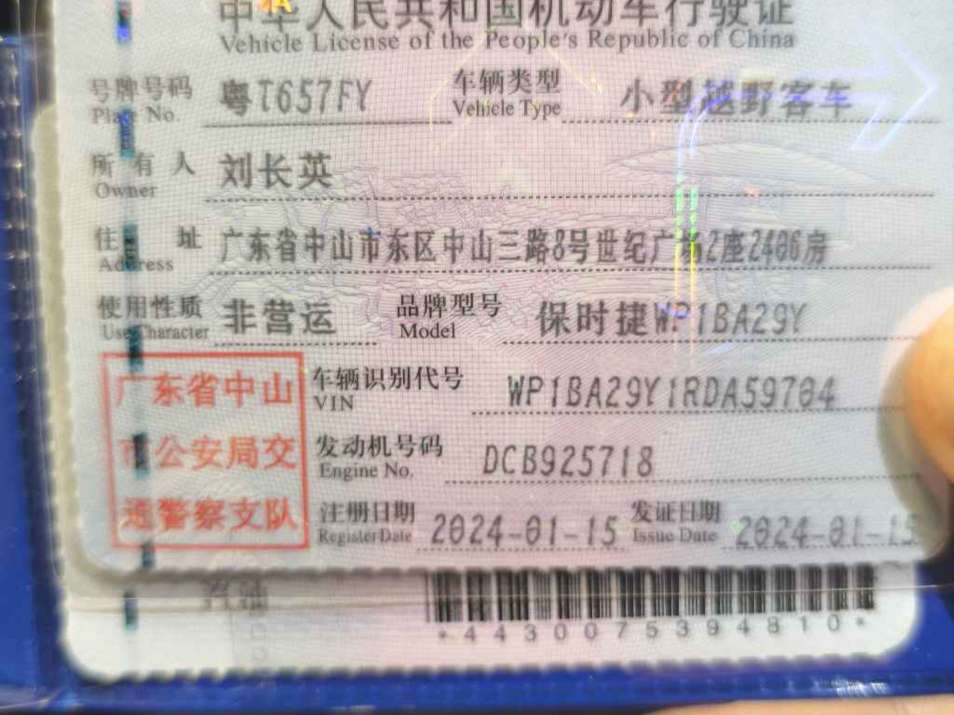 中华人民共和国机动车行驶证
Vehicle License of the People's Republic of China
号牌号码 粤T657FY 车辆类型 小型越野客车
Plate No. Vehicle Type
所有人 刘长英
Owner
住址 广东省中山市东区中山三路8号世纪广场2座2406房
Address
使用性质 非营运 品牌型号 保时捷WP1BA29Y
Use Character Model
广东省中山
市公安局交
通警察支队
车辆识别代号 WP1BA29Y1RDA59704
VIN
发动机号码 DCB925718
Engine No.
注册日期 2024-01-15 发证日期 2024-01-15
Register Date Issue Date
汽油
*4430075394810*